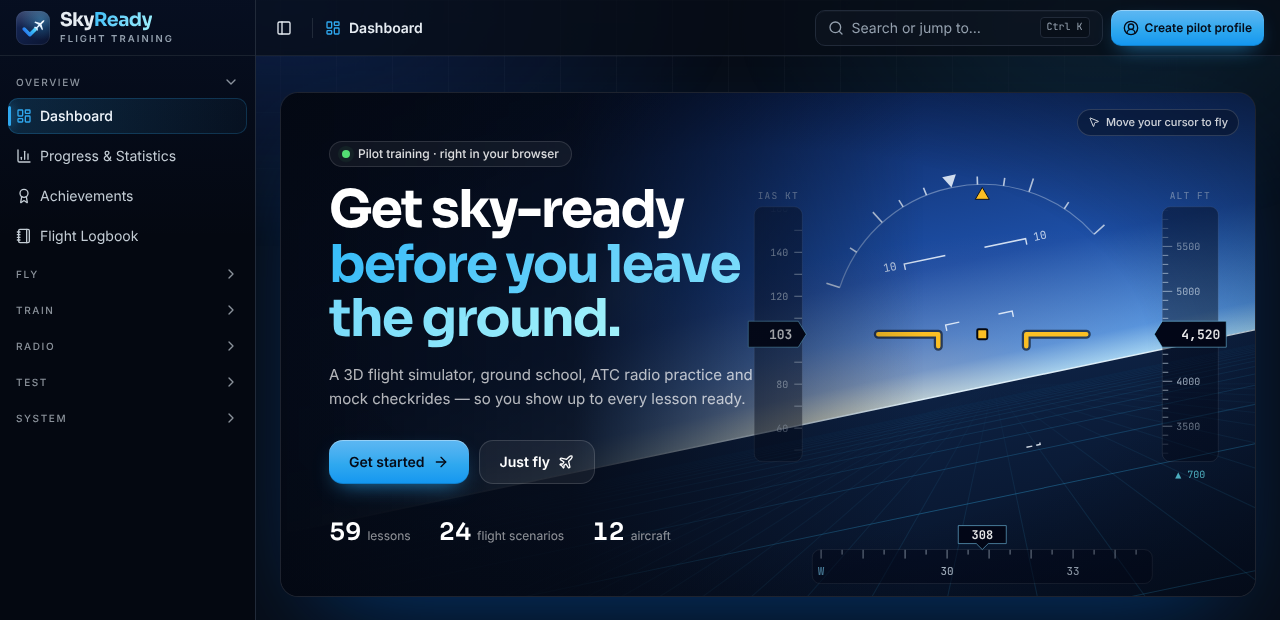 SkyReady
FLIGHT TRAINING
OVERVIEW
Dashboard
Progress & Statistics
Achievements
Flight Logbook
FLY
TRAIN
RADIO
TEST
SYSTEM
Dashboard
Search or jump to...
Ctrl K
Create pilot profile
Move your cursor to fly
Pilot training · right in your browser
Get sky-ready
before you leave
the ground.
A 3D flight simulator, ground school, ATC radio practice and
mock checkrides — so you show up to every lesson ready.
Get started
Just fly
59 lessons
24 flight scenarios
12 aircraft
IAS KT
140
120
103
80
60
10
10
ALT FT
5500
5000
4,520
4000
3500
▲ 700
308
W
30
33